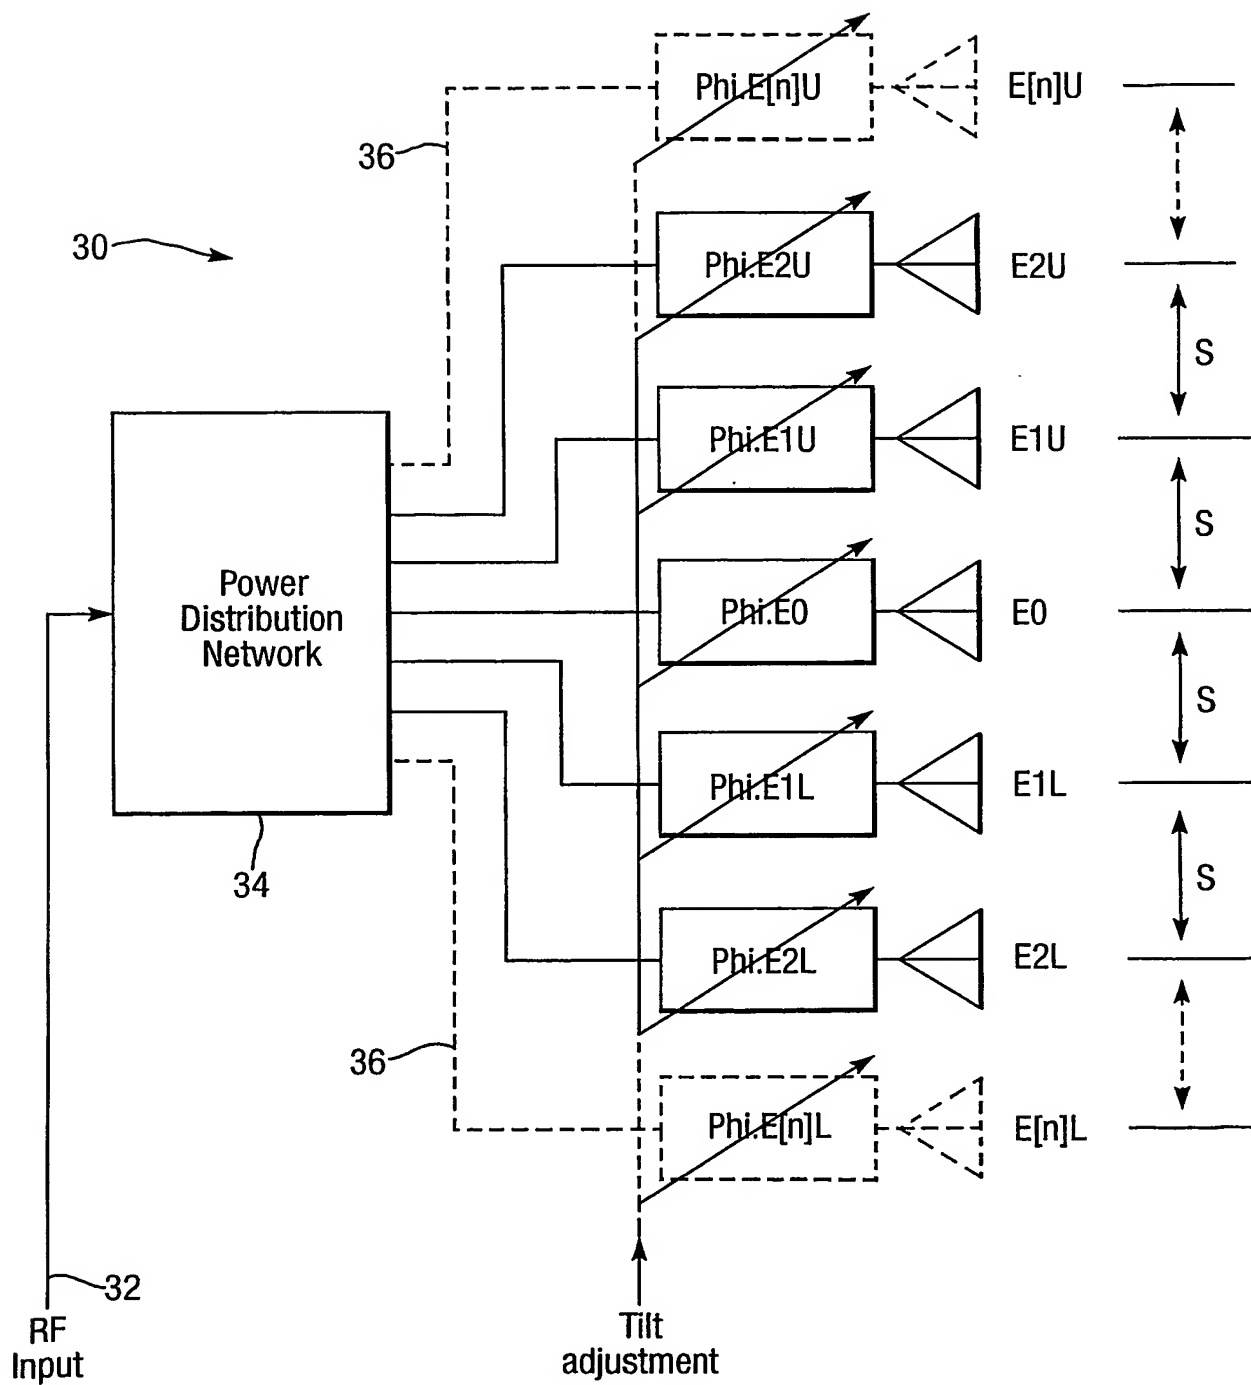 Phi.E[n]U
E[n]U
36
30
Phi.E2U
E2U
S
Phi.E1U
E1U
S
Power
Distribution
Network
Phi.E0
E0
S
Phi.E1L
E1L
34
S
Phi.E2L
E2L
36
Phi.E[n]L
E[n]L
32
RF
Input
Tilt
adjustment